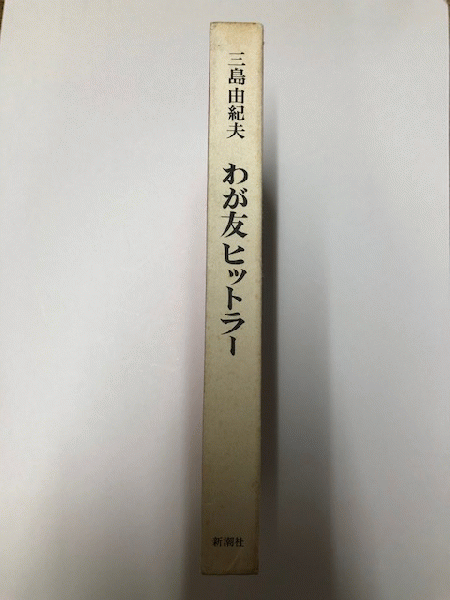 三島由紀夫
わが友ヒットラー
新潮社